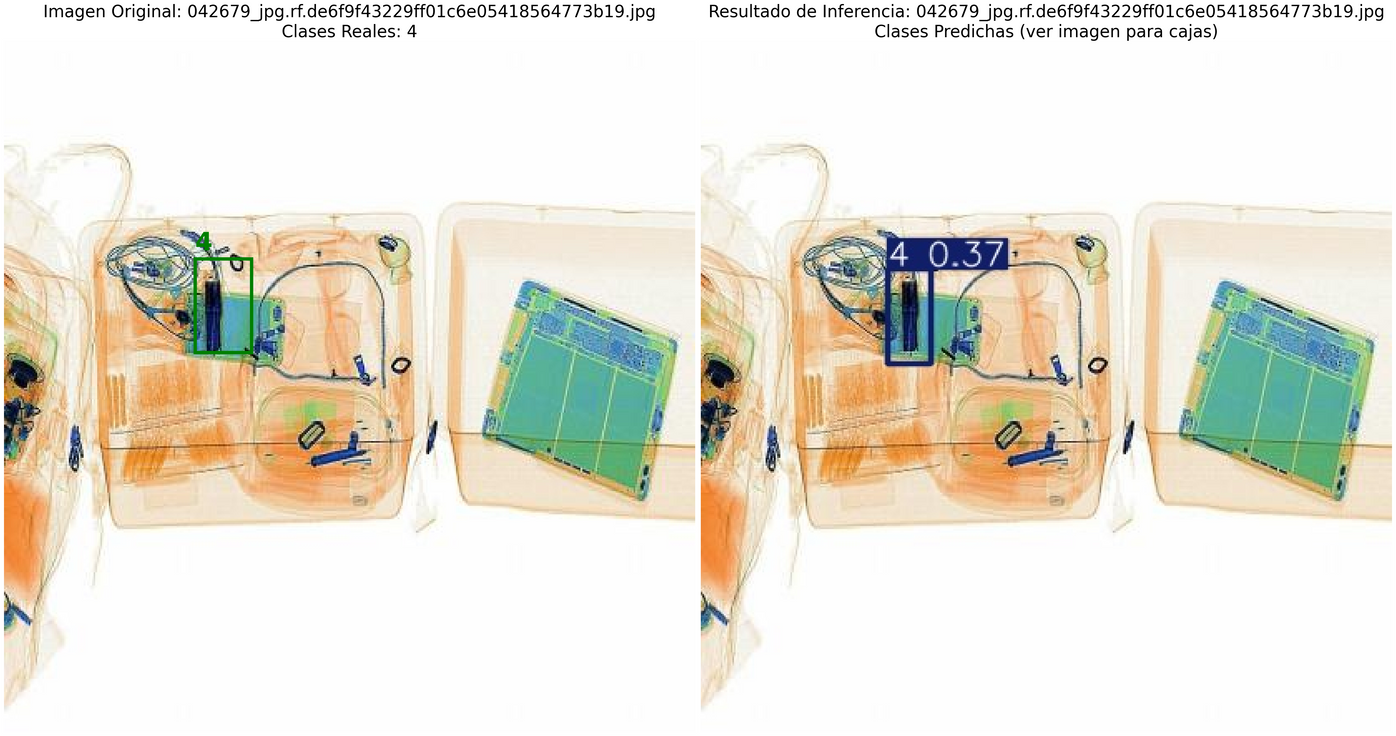 Imagen Original: 042679_jpg.rf.de6f9f43229ff01c6e05418564773b19.jpg
Clases Reales: 4
Resultado de Inferencia: 042679_jpg.rf.de6f9f43229ff01c6e05418564773b19.jpg
Clases Predichas (ver imagen para cajas)
4
4 0.37